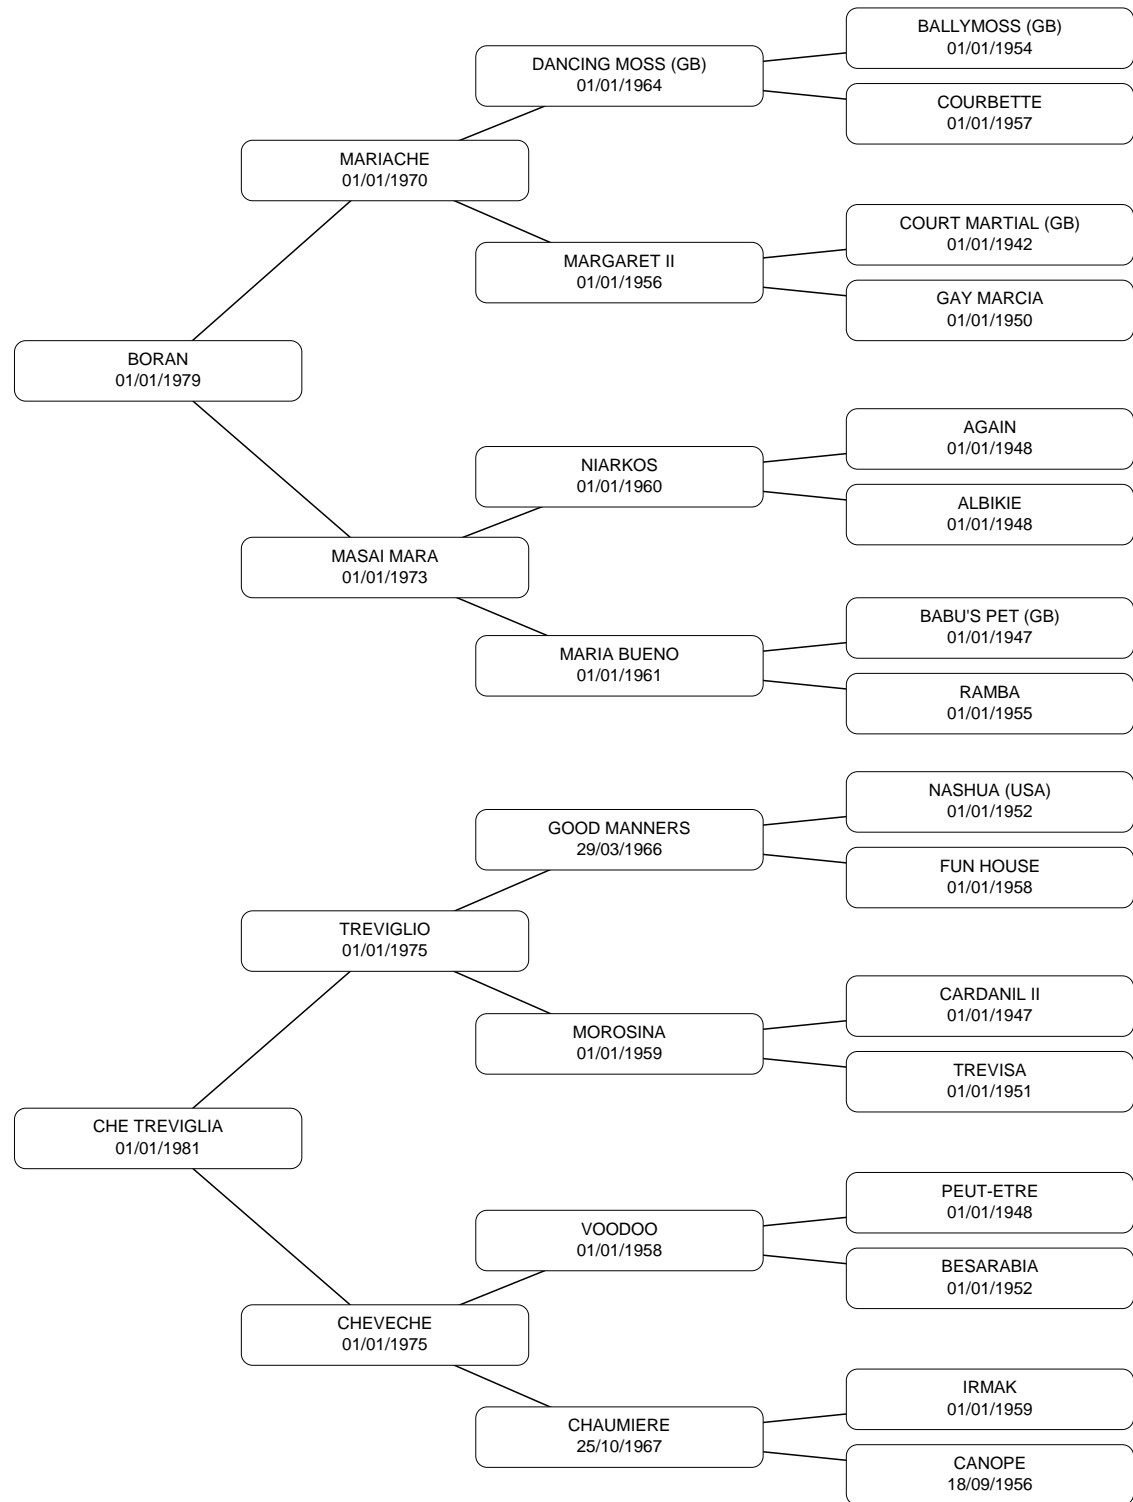 BALLYMOSS (GB)
01/01/1954
DANCING MOSS (GB)
01/01/1964
COURBETTE
01/01/1957
MARIACHE
01/01/1970
COURT MARTIAL (GB)
01/01/1942
MARGARET II
01/01/1956
GAY MARCIA
01/01/1950
BORAN
01/01/1979
AGAIN
01/01/1948
NIARKOS
01/01/1960
ALBIKIE
01/01/1948
MASAI MARA
01/01/1973
BABU'S PET (GB)
01/01/1947
MARIA BUENO
01/01/1961
RAMBA
01/01/1955
NASHUA (USA)
01/01/1952
GOOD MANNERS
29/03/1966
FUN HOUSE
01/01/1958
TREVIGLIO
01/01/1975
CARDANIL II
01/01/1947
MOROSINA
01/01/1959
TREVISA
01/01/1951
CHE TREVIGLIA
01/01/1981
PEUT-ETRE
01/01/1948
VOODOO
01/01/1958
BESARABIA
01/01/1952
CHEVECHE
01/01/1975
IRMAK
01/01/1959
CHAUMIERE
25/10/1967
CANOPE
18/09/1956